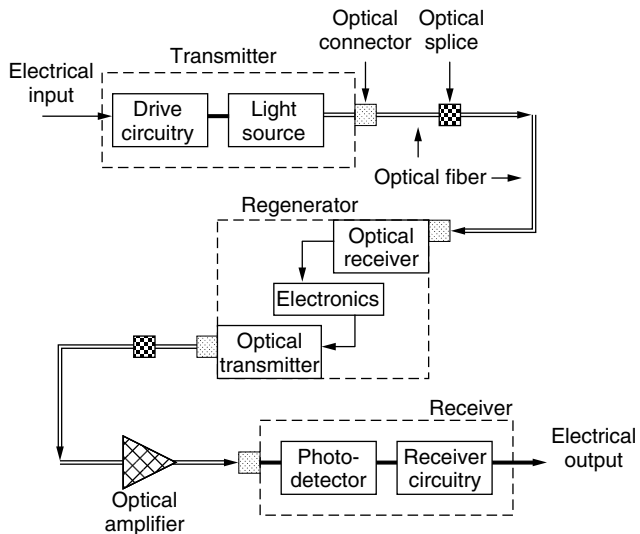 Optical
connector
Optical
splice
Transmitter
Electrical
input
Drive
circuitry
Light
source
Optical fiber
Regenerator
Optical
receiver
Electronics
Optical
transmitter
Receiver
Optical
amplifier
Photo-
detector
Receiver
circuitry
Electrical
output